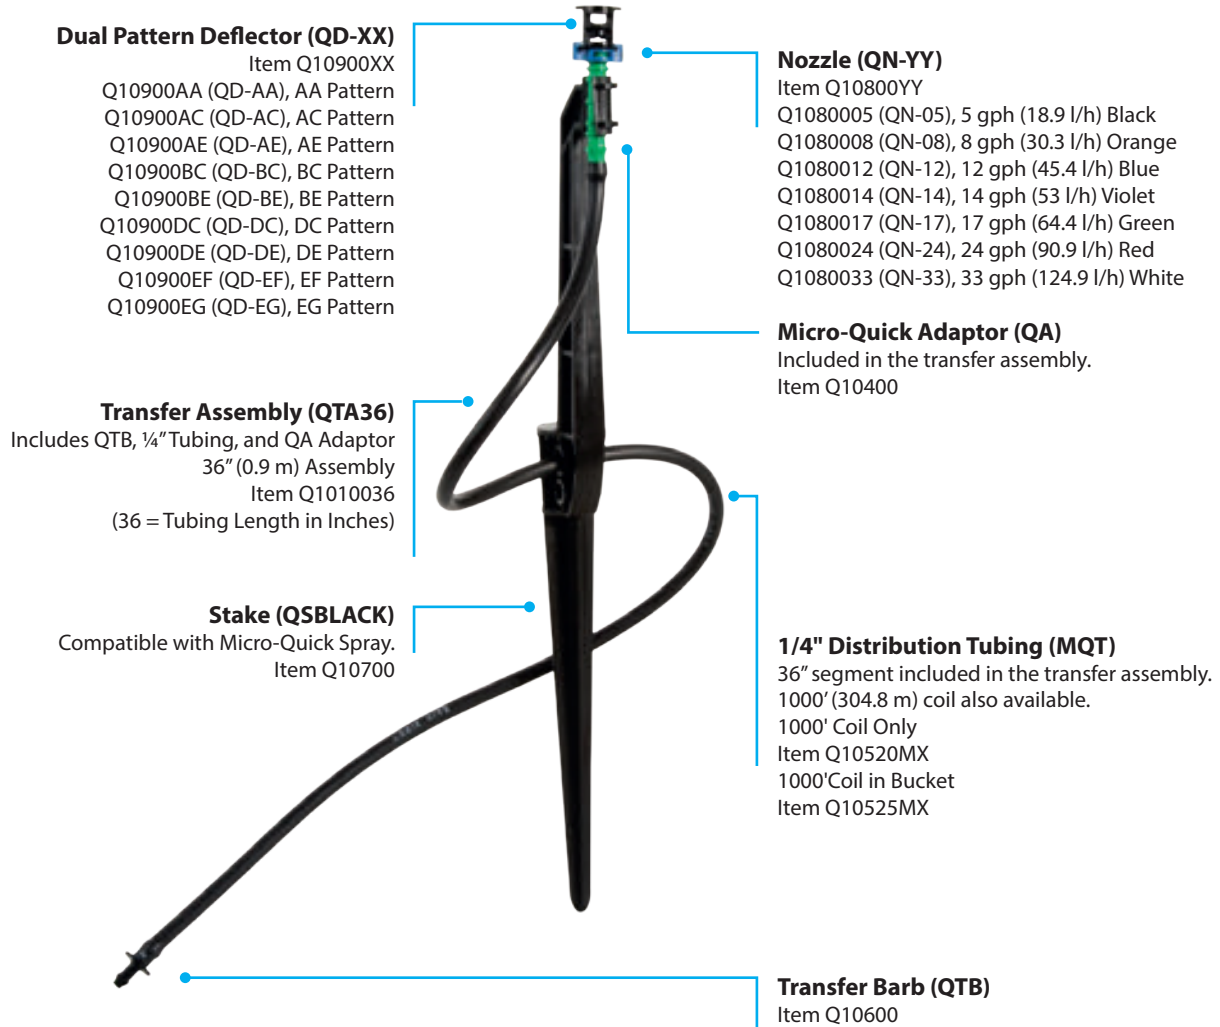 Dual Pattern Deflector (QD-XX)
Item Q10900XX
Q10900AA (QD-AA), AA Pattern
Q10900AC (QD-AC), AC Pattern
Q10900AE (QD-AE), AE Pattern
Q10900BC (QD-BC), BC Pattern
Q10900BE (QD-BE), BE Pattern
Q10900DC (QD-DC), DC Pattern
Q10900DE (QD-DE), DE Pattern
Q10900EF (QD-EF), EF Pattern
Q10900EG (QD-EG), EG Pattern
Nozzle (QN-YY)
Item Q10800YY
Q1080005 (QN-05), 5 gph (18.9 l/h) Black
Q1080008 (QN-08), 8 gph (30.3 l/h) Orange
Q1080012 (QN-12), 12 gph (45.4 l/h) Blue
Q1080014 (QN-14), 14 gph (53 l/h) Violet
Q1080017 (QN-17), 17 gph (64.4 l/h) Green
Q1080024 (QN-24), 24 gph (90.9 l/h) Red
Q1080033 (QN-33), 33 gph (124.9 l/h) White
Micro-Quick Adaptor (QA)
Included in the transfer assembly.
Item Q10400
Transfer Assembly (QTA36)
Includes QTB, ¼” Tubing, and QA Adaptor
36” (0.9 m) Assembly
Item Q1010036
(36 = Tubing Length in Inches)
Stake (QSBLACK)
Compatible with Micro-Quick Spray.
Item Q10700
1/4" Distribution Tubing (MQT)
36” segment included in the transfer assembly.
1000’ (304.8 m) coil also available.
1000' Coil Only
Item Q10520MX
1000'Coil in Bucket
Item Q10525MX
Transfer Barb (QTB)
Item Q10600